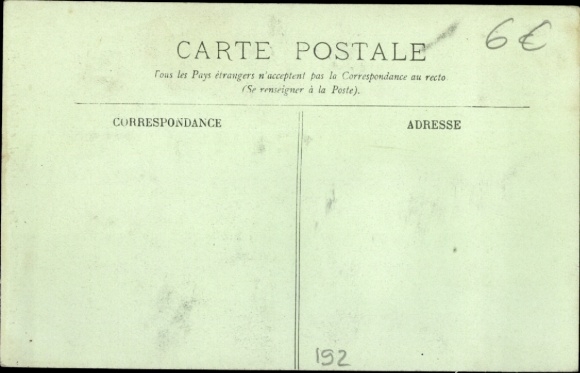 CARTE POSTALE
6€
Tous les Pays étrangers n'acceptent pas la Correspondance au recto
(Se renseigner à la Poste).
CORRESPONDANCE
ADRESSE
192